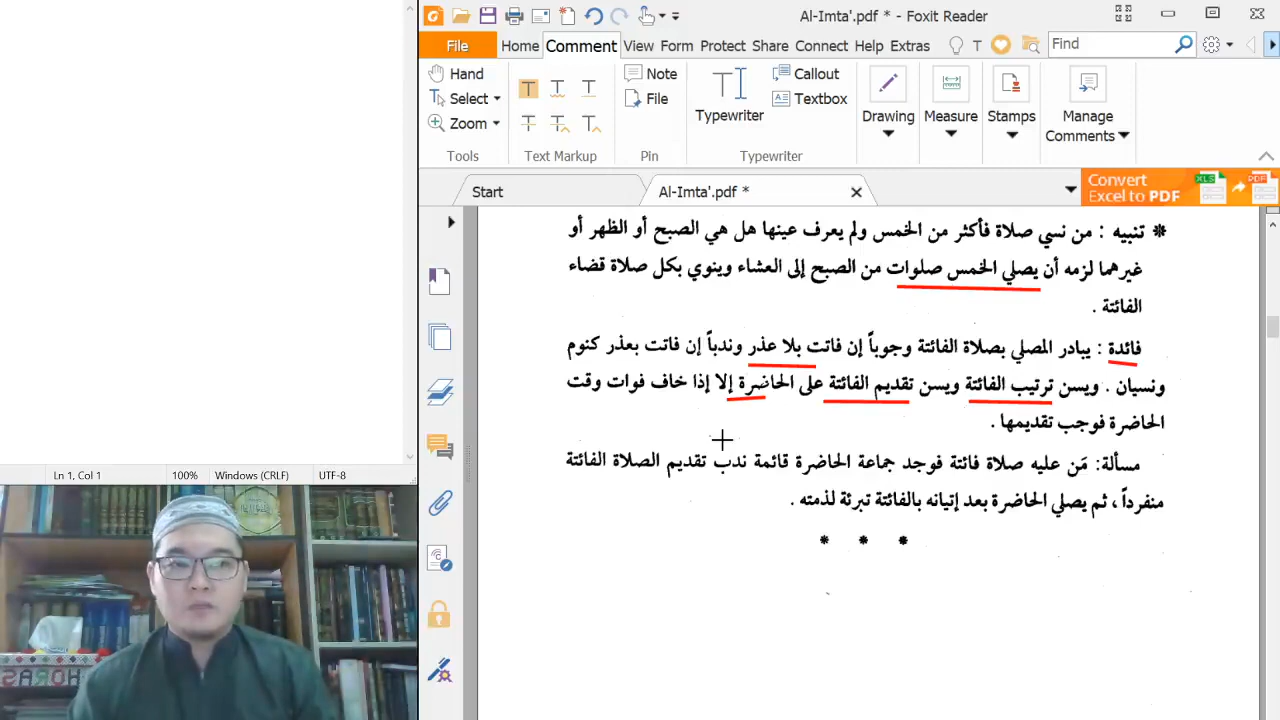 Al-Imta'.pdf * - Foxit Reader
File Home Comment View Form Protect Share Connect Help Extras Find
Hand
Select
Zoom
Tools
Text Markup
Note
File
Pin
Typewriter
Callout
Textbox
Typewriter
Drawing
Measure
Stamps
Manage Comments
Start
Al-Imta'.pdf *
Convert
Excel to PDF
XLS
PDF
* تنبيه : من نسي صلاة فأكثر من الخمس ولم يعرف عينها هل هي الصبح أو الظهر أو
غيرهما لزمه أن يصلي الخمس صلوات من الصبح إلى العشاء وينوي بكل صلاة قضاء
الفائتة .
فائدة : يبادر المصلي بصلاة الفائتة وجوباً إن فاتت بلا عذر وندباً إن فاتت بعذر كنوم
ونسيان . ويسن ترتيب الفائتة ويسن تقديم الفائتة على الحاضرة إلا إذا خاف فوات وقت
الحاضرة فوجب تقديمها .
مسألة: مَن عليه صلاة فائتة فوجد جماعة الحاضرة قائمة ندب تقديم الصلاة الفائتة
منفرداً ، ثم يصلي الحاضرة بعد إتيانه بالفائتة تبرئة لذمته .
* * *
Ln 1, Col 1 100% Windows (CRLF) UTF-8
HORAS